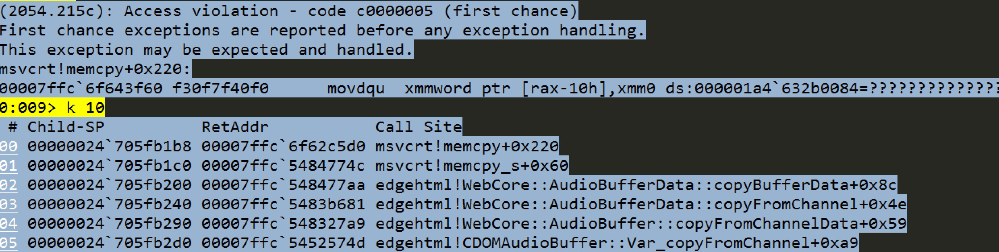 (2054.215c): Access violation - code c0000005 (first chance)
First chance exceptions are reported before any exception handling.
This exception may be expected and handled.
msvcrt!memcpy+0x220:
00007ffc`6f643f60 f30f7f40f0      movdqu  xmmword ptr [rax-10h],xmm0 ds:000001a4`632b0084=??????????????
0:009> k 10
 # Child-SP          RetAddr           Call Site
00 00000024`705fb1b8 00007ffc`6f62c5d0 msvcrt!memcpy+0x220
01 00000024`705fb1c0 00007ffc`5484774c msvcrt!memcpy_s+0x60
02 00000024`705fb200 00007ffc`548477aa edgehtml!WebCore::AudioBufferData::copyBufferData+0x8c
03 00000024`705fb240 00007ffc`5483b681 edgehtml!WebCore::AudioBufferData::copyFromChannel+0x4e
04 00000024`705fb290 00007ffc`548327a9 edgehtml!WebCore::AudioBuffer::copyFromChannelData+0x59
05 00000024`705fb2d0 00007ffc`5452574d edgehtml!CDOMAudioBuffer::Var_copyFromChannel+0xa9